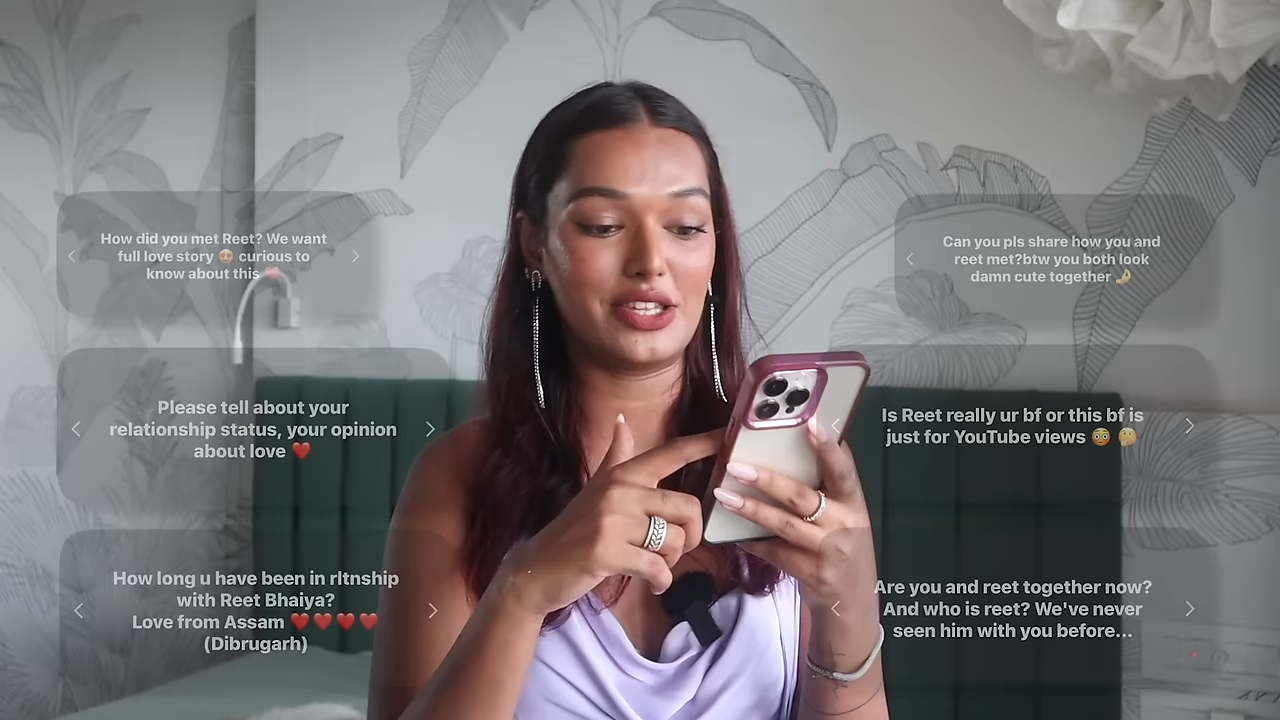 How did you met Reet? We want
full love story 😍 curious to
know about this ❤️
Please tell about your
relationship status, your opinion
about love ❤️
How long u have been in rltnship
with Reet Bhaiya?
Love from Assam ❤️❤️❤️❤️
(Dibrugarh)
Can you pls share how you and
reet met?btw you both look
damn cute together 🤌
Is Reet really ur bf or this bf is
just for YouTube views 😳 🤔
Are you and reet together now?
And who is reet? We've never
seen him with you before...